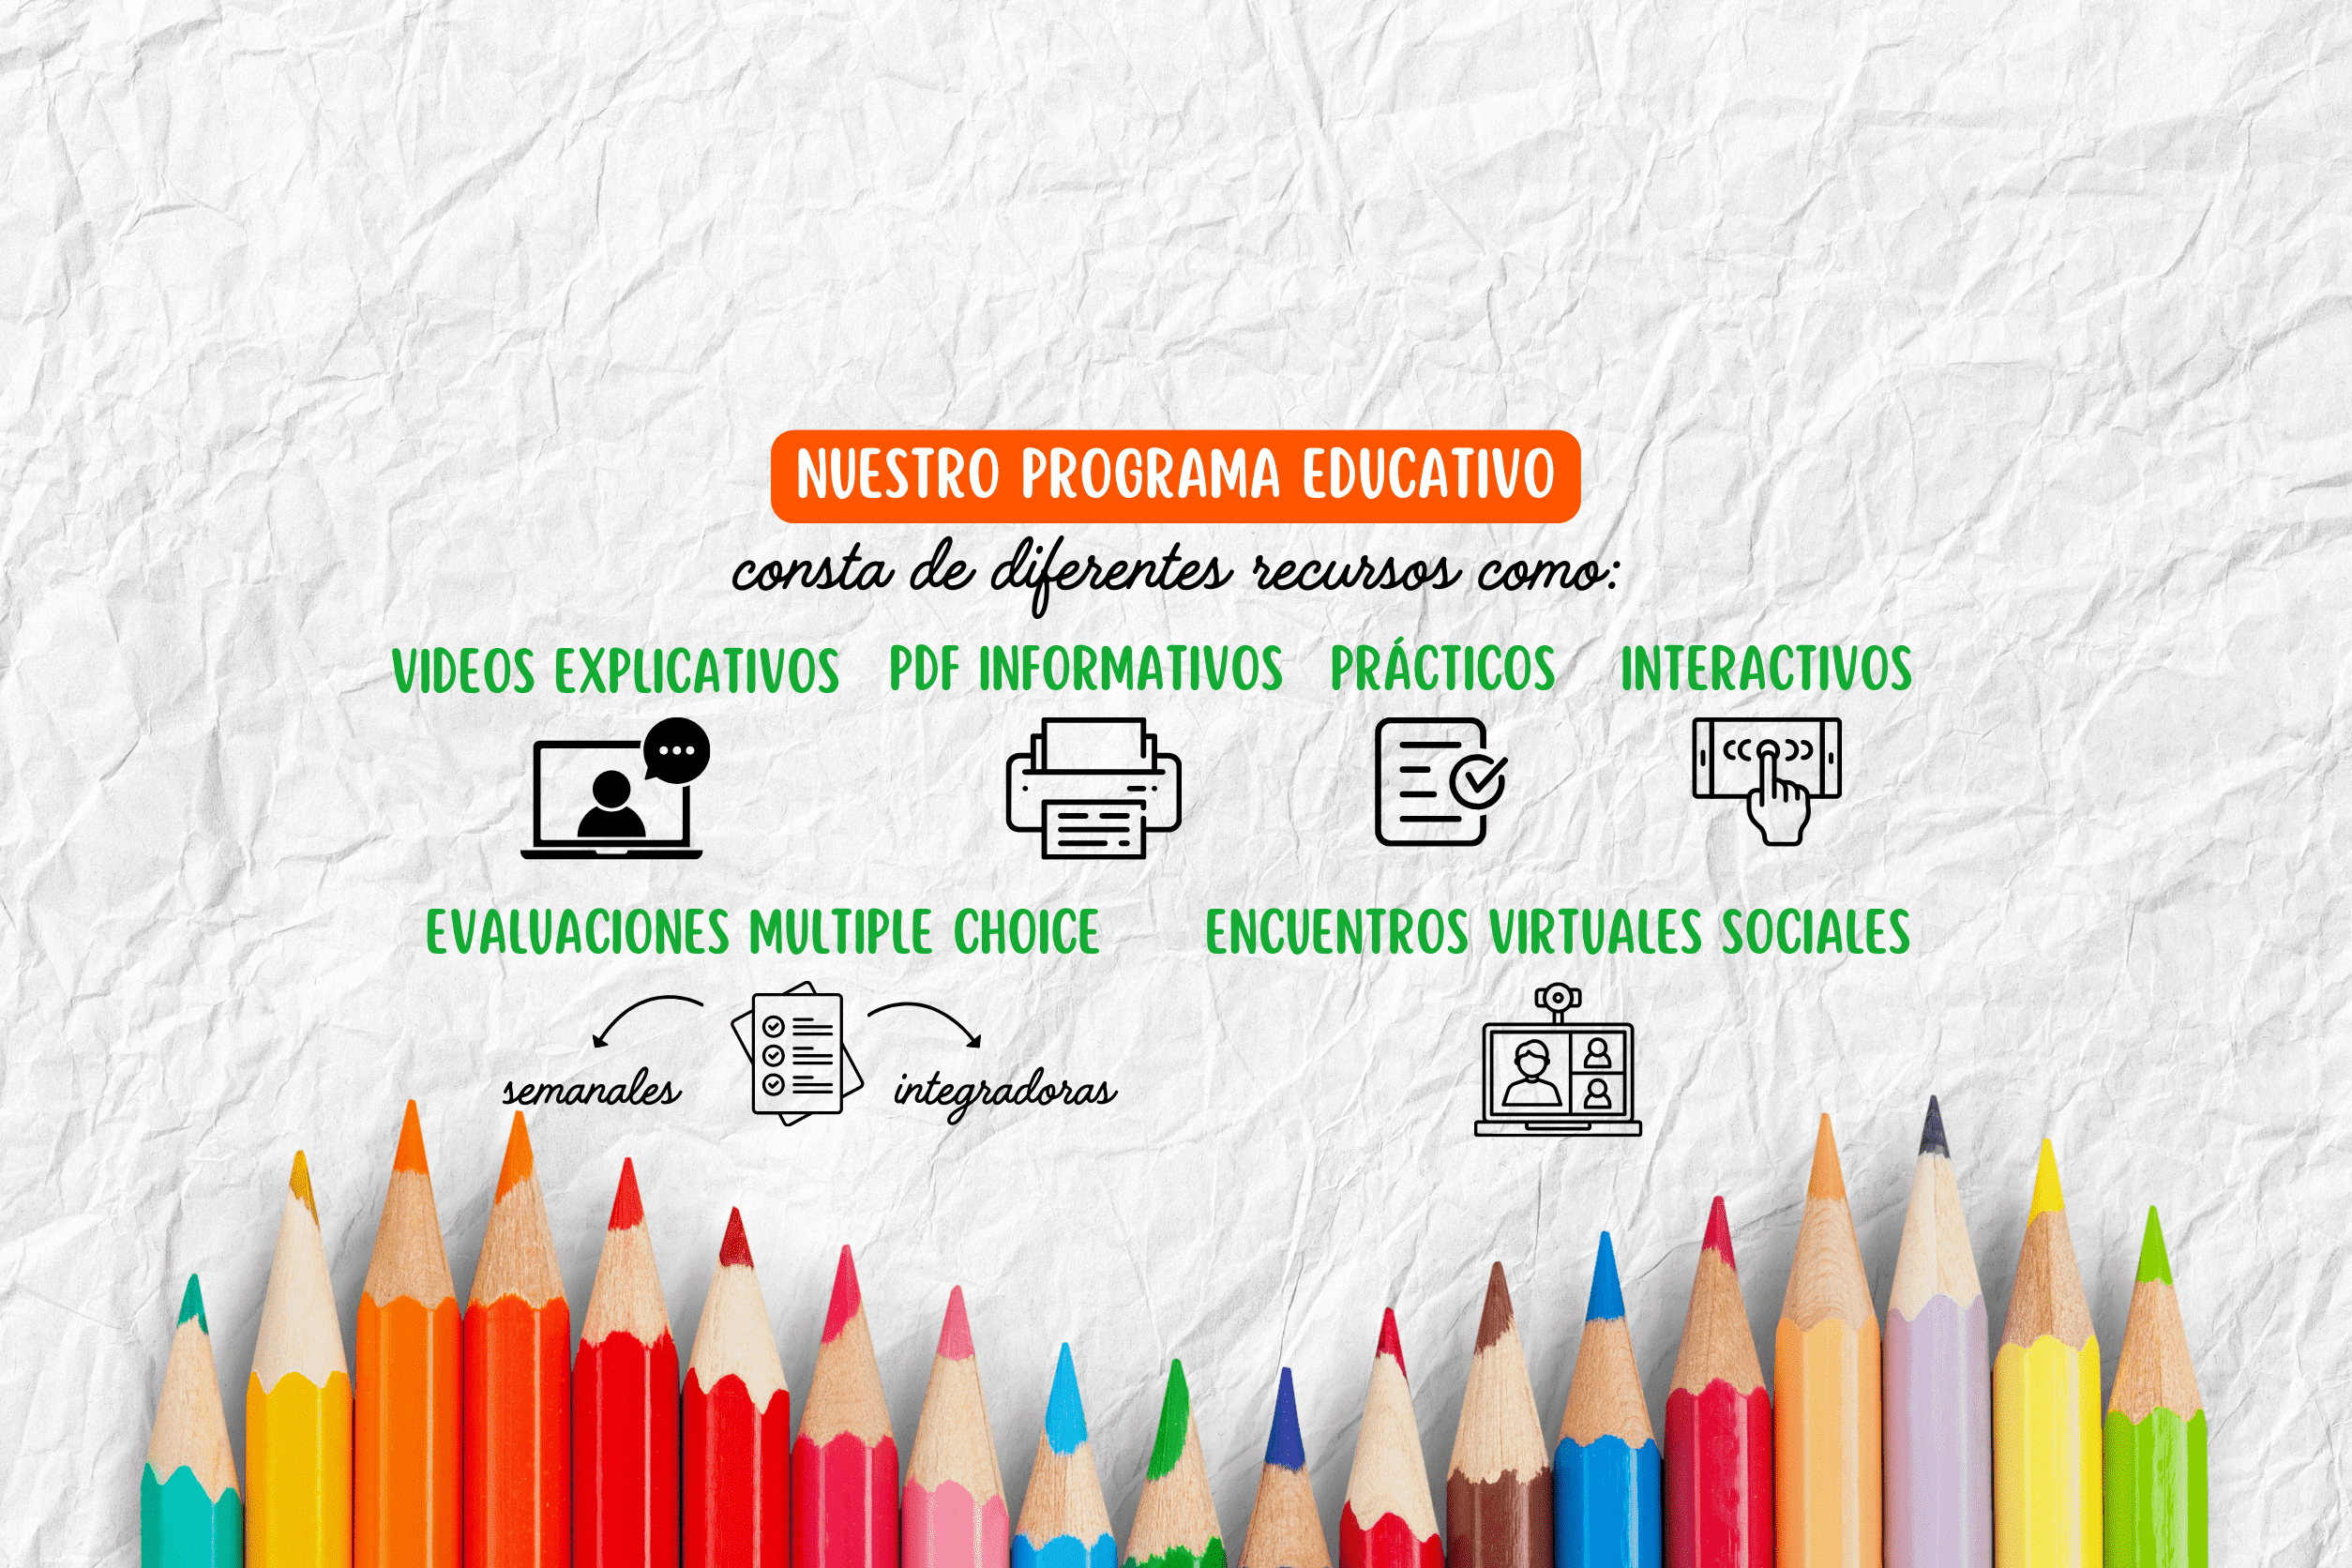 NUESTRO PROGRAMA EDUCATIVO
consta de diferentes recursos como:
VIDEOS EXPLICATIVOS
PDF INFORMATIVOS
PRÁCTICOS
INTERACTIVOS
EVALUACIONES MULTIPLE CHOICE
semanales
integradoras
ENCUENTROS VIRTUALES SOCIALES